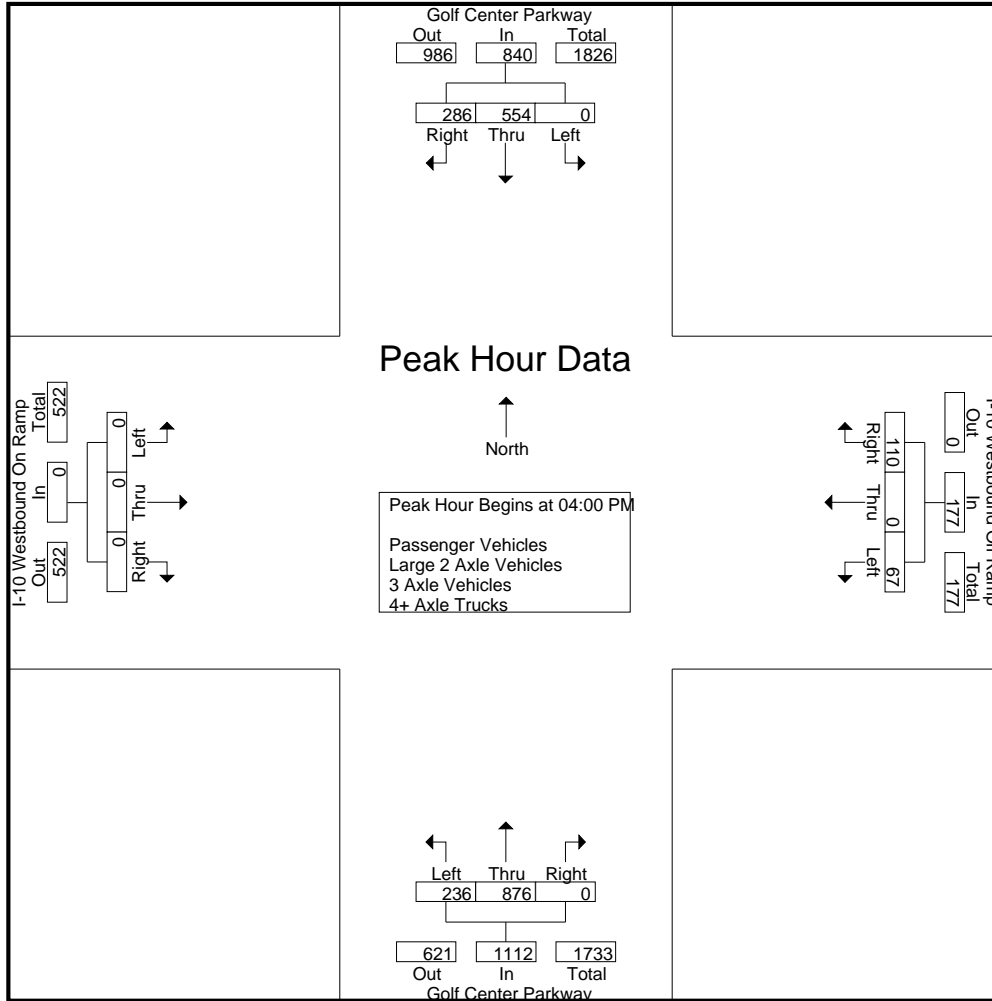 Golf Center Parkway
Out In Total
986 840 1826
286 554 0
Right Thru Left
Peak Hour Data
North
Peak Hour Begins at 04:00 PM
Passenger Vehicles
Large 2 Axle Vehicles
3 Axle Vehicles
4+ Axle Trucks
I-10 Westbound On Ramp
Total In Out
522 0 522
0 0 0
Left Thru Right
I-10 Westbound Off Ramp
Out In Total
0 177 177
110 0 67
Right Thru Left
Left Thru Right
236 876 0
621 1112 1733
Out In Total
Golf Center Parkway